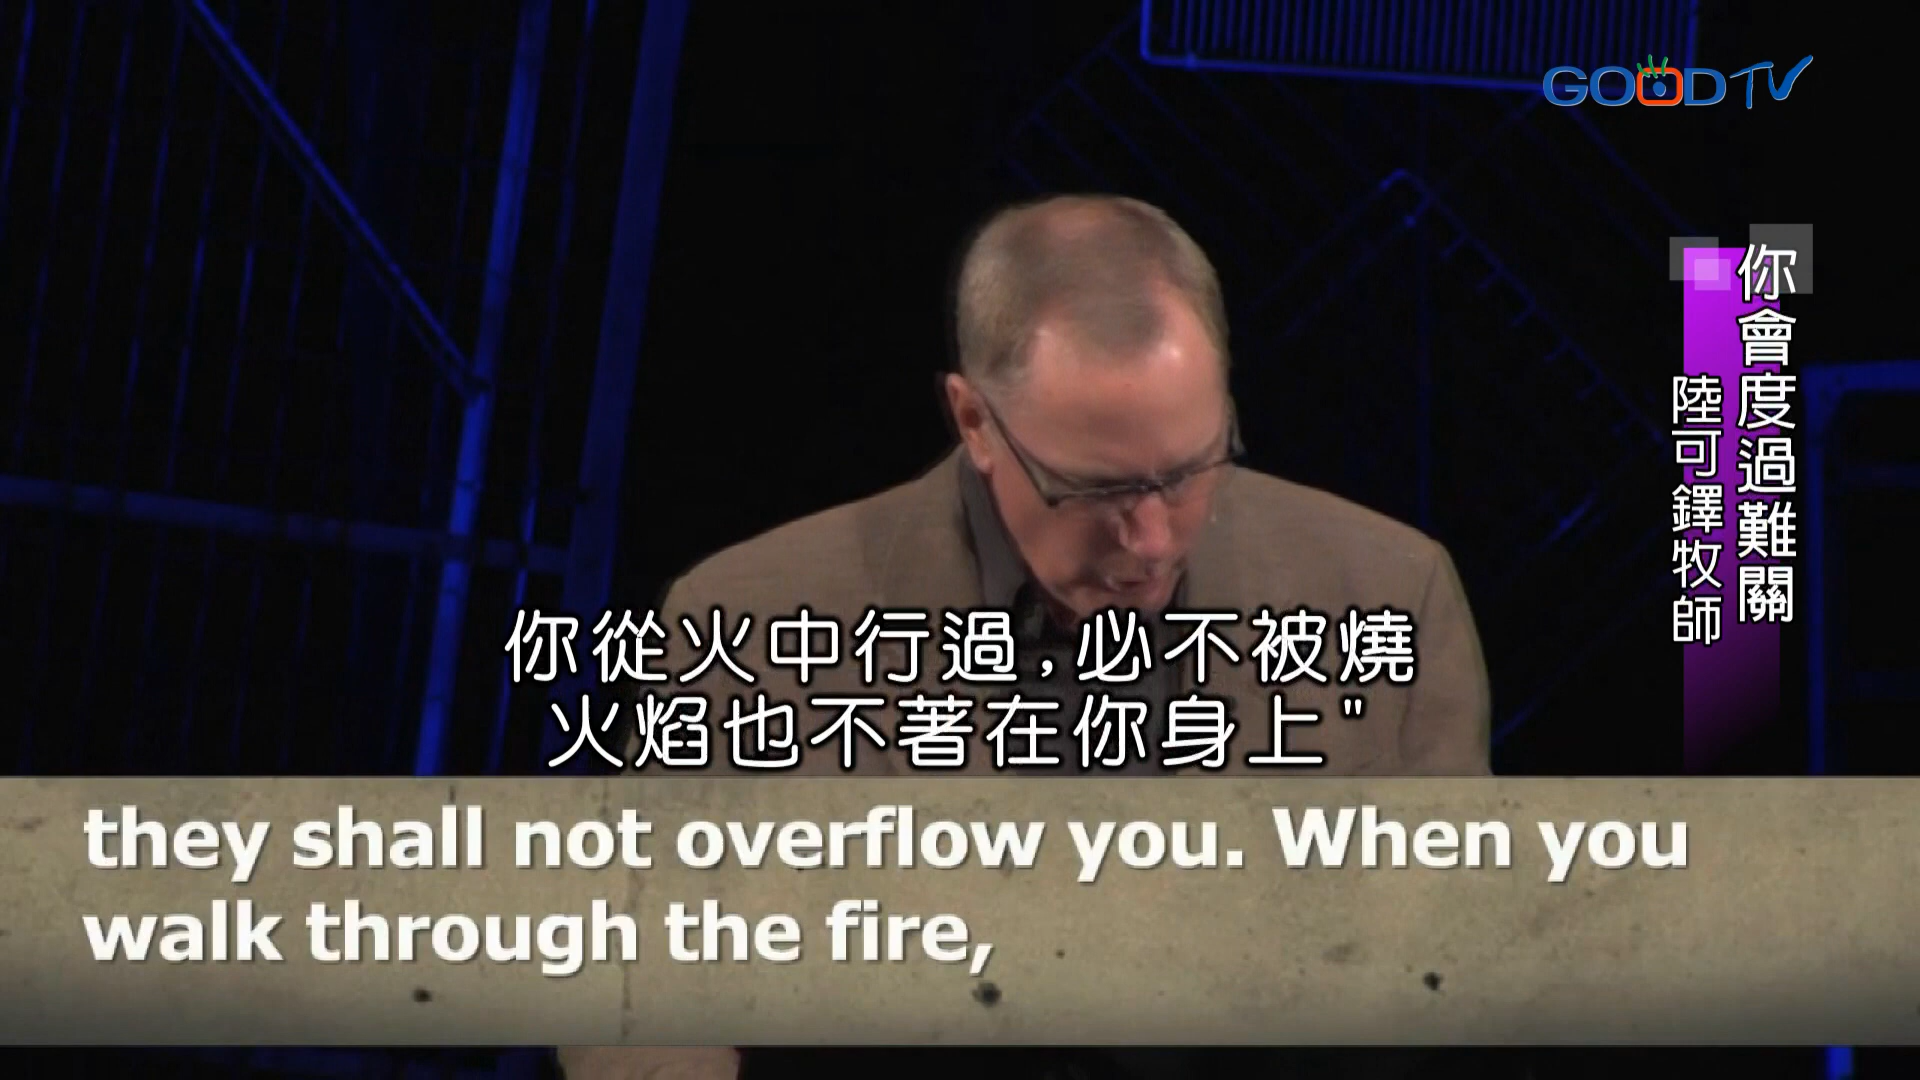 GOOD TV
你會度過難關
陸可鐸牧師
你從火中行過,必不被燒
火焰也不著在你身上"
they shall not overflow you. When you
walk through the fire,